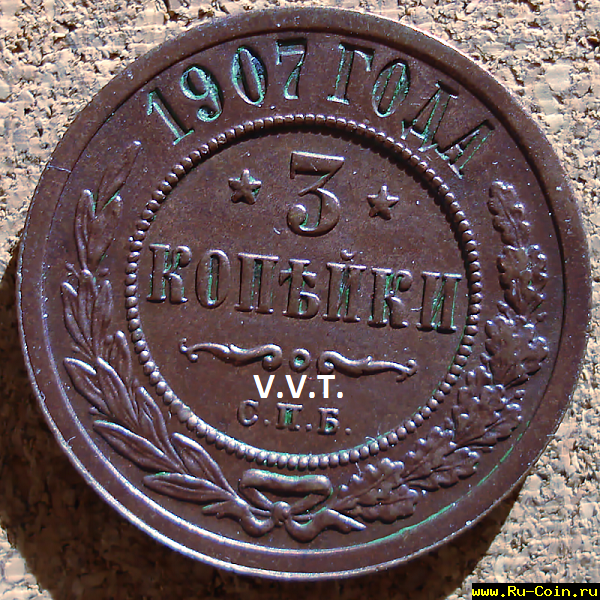 1907 ГОДА
3
КОПѢЙКИ
V.V.T.
С.П.Б.
www.Ru-Coin.ru